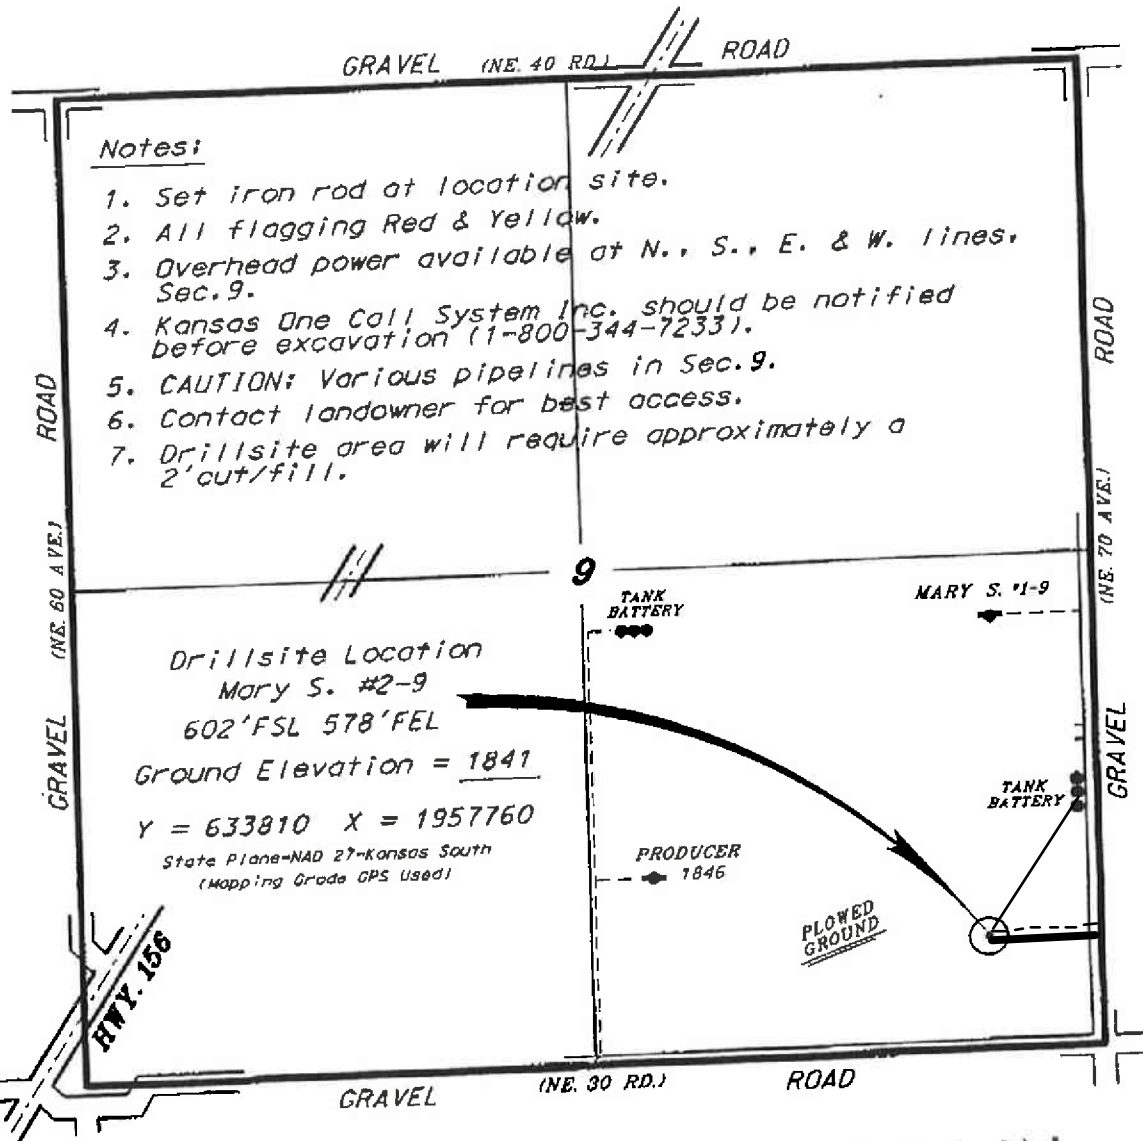 GRAVEL (NE. 40 RD.) ROAD
Notes:
1. Set iron rod at location site.
2. All flagging Red & Yellow.
3. Overhead power available at N., S., E. & W. lines,
Sec.9.
4. Kansas One Call System Inc. should be notified
before excavation (1-800-344-7233).
5. CAUTION: Various pipelines in Sec.9.
6. Contact landowner for best access.
7. Drillsite area will require approximately a
2'cut/fill.
GRAVEL (NE. 60 AVE.) ROAD
GRAVEL (NE. 70 AVE.) ROAD
9
TANK
BATTERY
MARY S. #1-9
Drillsite Location
Mary S. #2-9
602'FSL 578'FEL
Ground Elevation = 1841
Y = 633810 X = 1957760
State Plane-NAD 27-Kansas South
(Mapping Grade GPS Used)
TANK
BATTERY
PRODUCER
1846
PLOWED
GROUND
HWY. 156
GRAVEL (NE. 30 RD.) ROAD